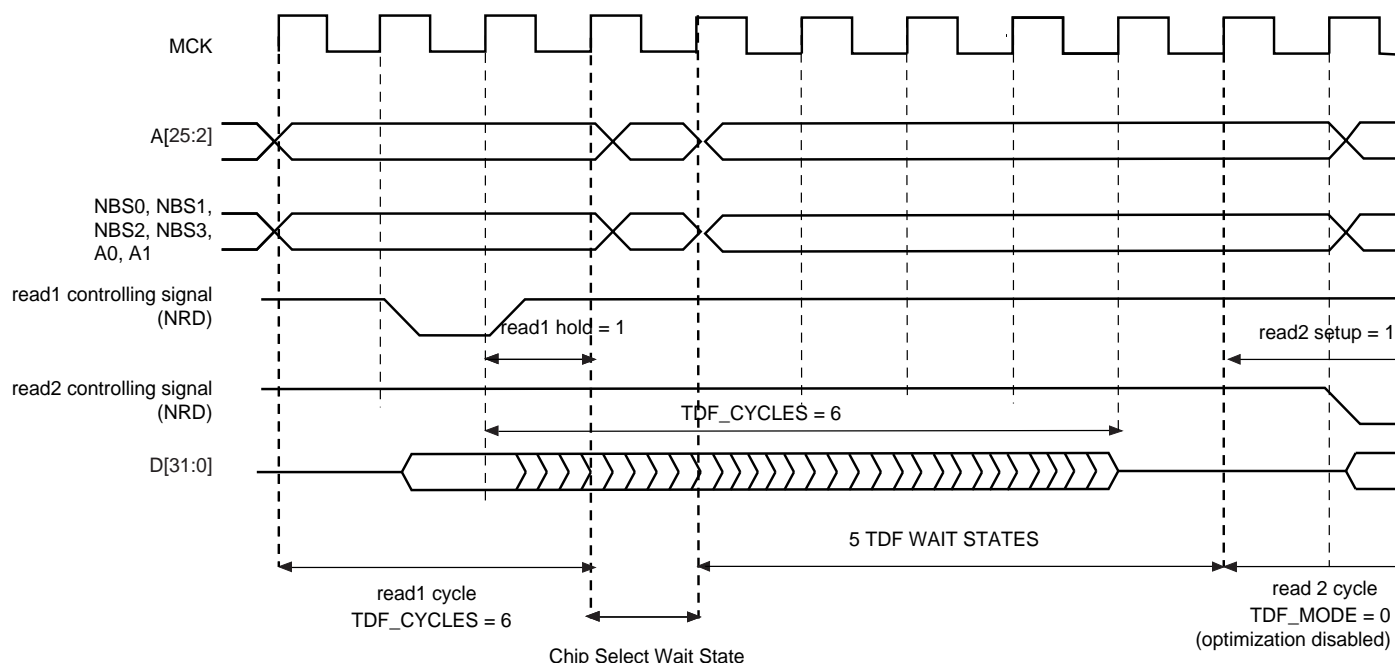 MCK
A[25:2]
NBS0, NBS1,
NBS2, NBS3,
A0, A1
read1 controlling signal
(NRD)
read1 hold = 1
read2 setup = 1
read2 controlling signal
(NRD)
TDF_CYCLES = 6
D[31:0]
5 TDF WAIT STATES
read1 cycle
TDF_CYCLES = 6
read 2 cycle
TDF_MODE = 0
(optimization disabled)
Chip Select Wait State